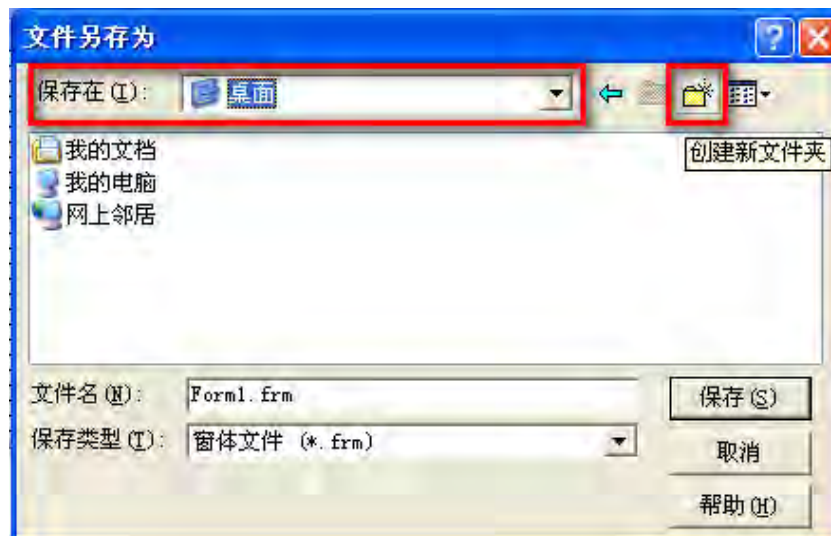 文件另存为
保存在(I):
桌面
创建新文件夹
我的文档
我的电脑
网上邻居
文件名(N):
Form1.frm
保存(S)
保存类型(T):
窗体文件 (*.frm)
取消
帮助(H)